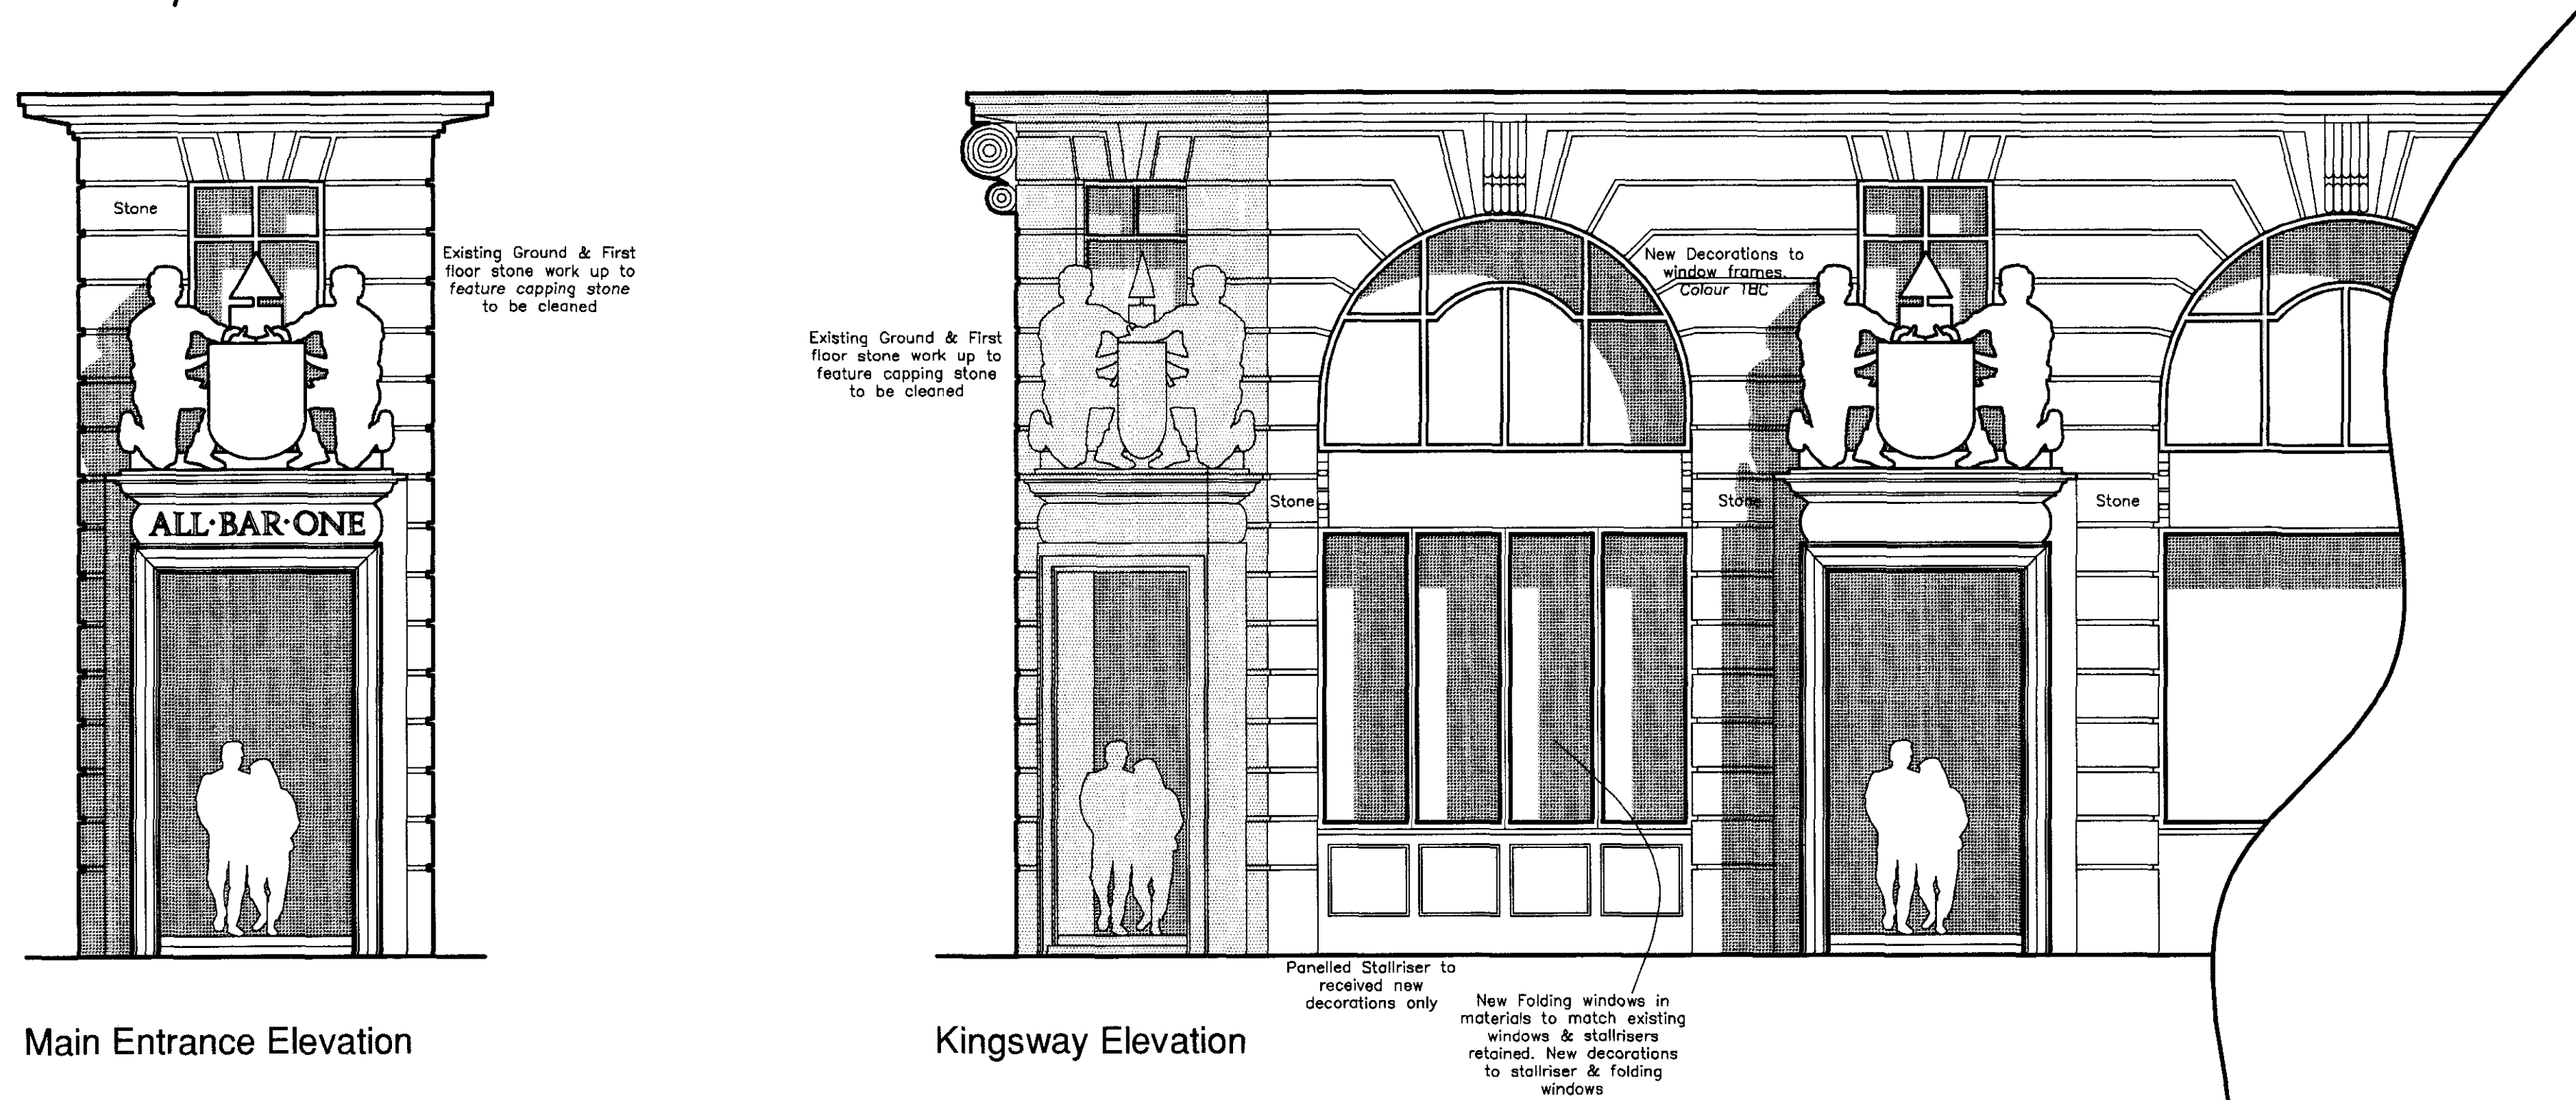 Stone
Existing Ground & First
floor stone work up to
feature capping stone
to be cleaned
ALL·BAR·ONE
Main Entrance Elevation
Existing Ground & First
floor stone work up to
feature capping stone
to be cleaned
New Decorations to
window frames.
Colour TBC
Stone
Stone
Stone
Panelled Stallriser to
received new
decorations only
New Folding windows in
materials to match existing
windows & stallrisers
retained. New decorations
to stallriser & folding
windows
Kingsway Elevation